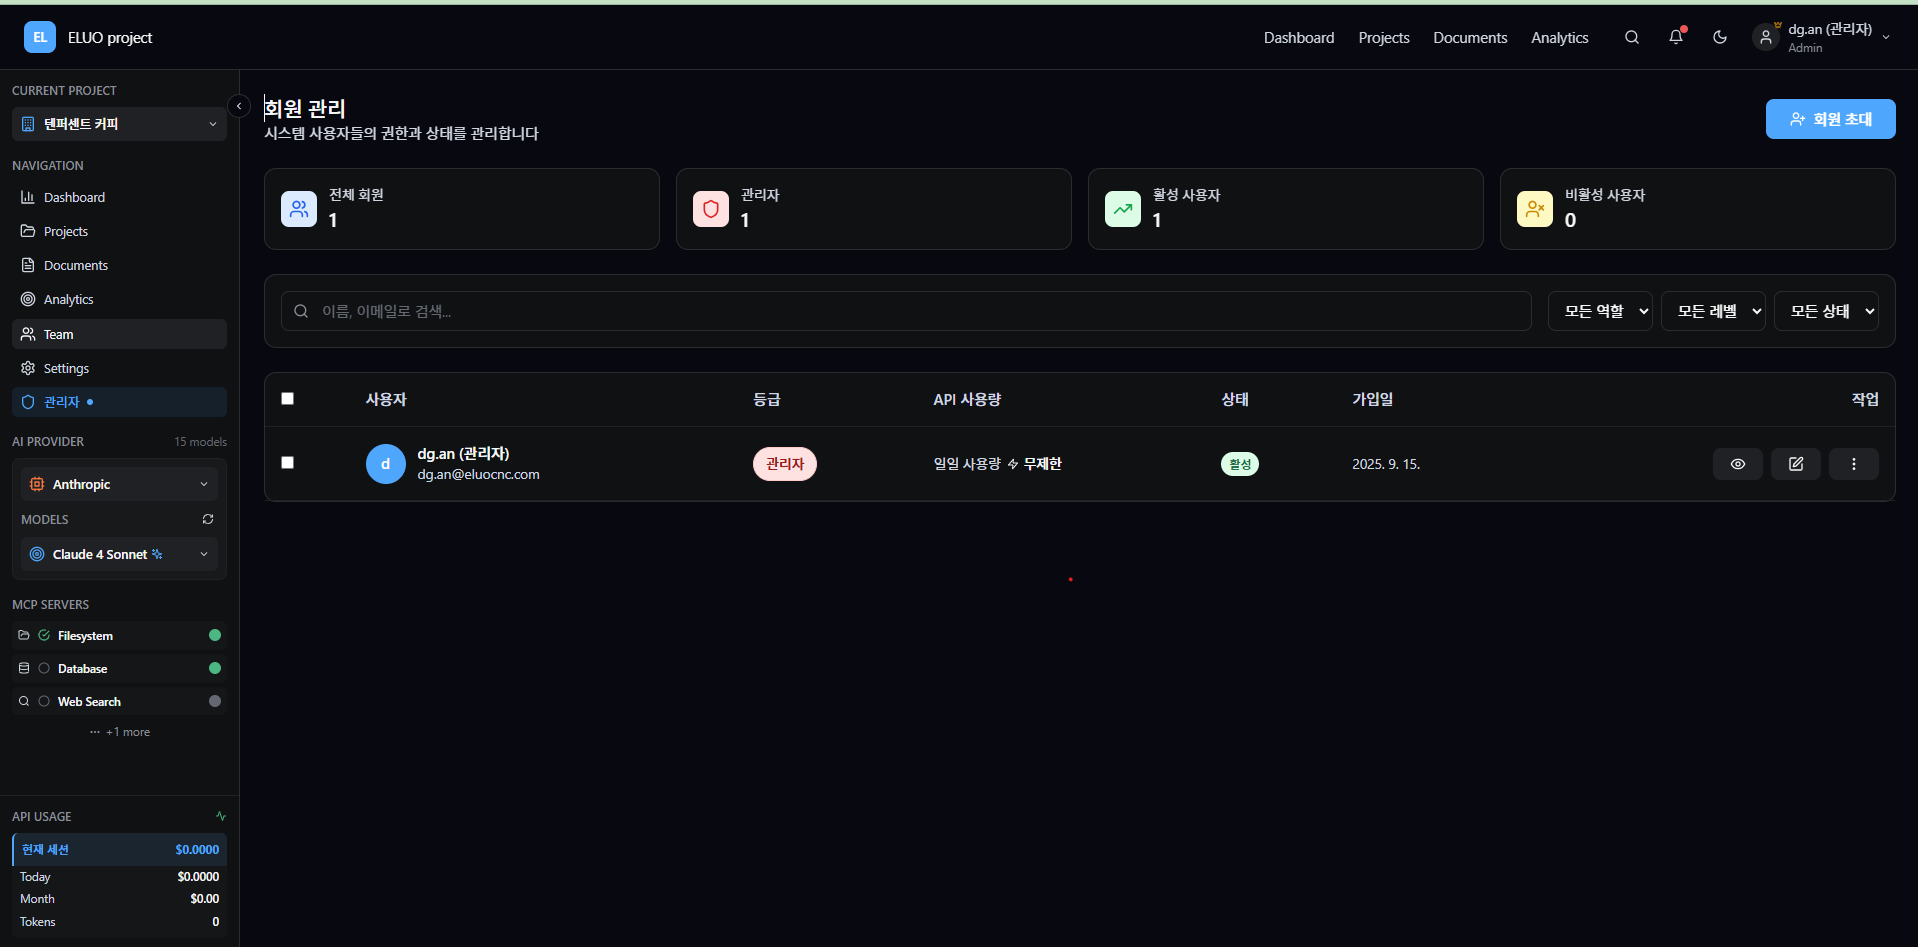 EL ELUO project
Dashboard Projects Documents Analytics
dg.an (관리자)
Admin
CURRENT PROJECT
텐퍼센트 커피
NAVIGATION
Dashboard
Projects
Documents
Analytics
Team
Settings
관리자
AI PROVIDER 15 models
Anthropic
MODELS
Claude 4 Sonnet
MCP SERVERS
Filesystem
Database
Web Search
··· +1 more
API USAGE
현재 세션 $0.0000
Today $0.0000
Month $0.00
Tokens 0
회원 관리
시스템 사용자들의 권한과 상태를 관리합니다
회원 초대
전체 회원
1
관리자
1
활성 사용자
1
비활성 사용자
0
이름, 이메일로 검색...
모든 역할 모든 레벨 모든 상태
사용자 등급 API 사용량 상태 가입일 작업
d
dg.an (관리자)
dg.an@eluocnc.com
관리자
일일 사용량 무제한
활성
2025. 9. 15.